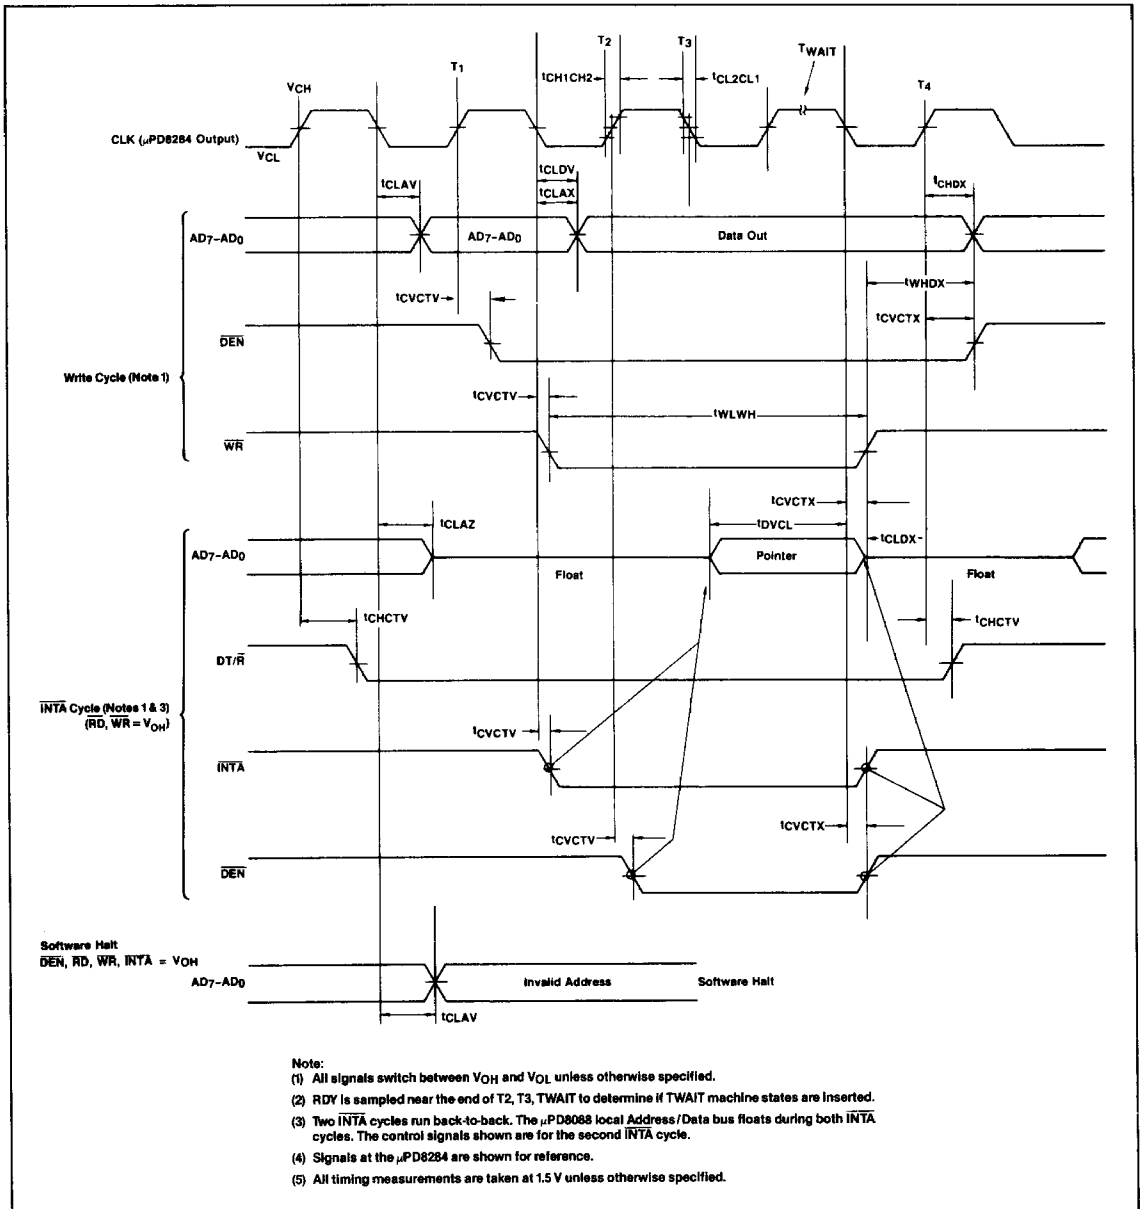 T2
T3
TWAIT
T1
tCH1CH2
tCL2CL1
T4
VCH
CLK (μPD8284 Output)
VCL
tCLDV
tCLAV
tCLAX
tCHDX
AD7-AD0
AD7-AD0
Data Out
tWHDX
tCVCTV
tCVCTX
DEN
Write Cycle (Note 1)
tCVCTV
tWLWH
WR
tCVCTX
tCLAZ
tDVCL
tCLDX
AD7-AD0
Pointer
Float
Float
tCHCTV
tCHCTV
DT/R
INTA Cycle (Notes 1 & 3)
(RD, WR = VOH)
tCVCTV
INTA
tCVCTV
tCVCTX
DEN
Software Halt
DEN, RD, WR, INTA = VOH
AD7-AD0
Invalid Address
Software Halt
tCLAV
Note:
(1) All signals switch between VOH and VOL unless otherwise specified.
(2) RDY is sampled near the end of T2, T3, TWAIT to determine if TWAIT machine states are inserted.
(3) Two INTA cycles run back-to-back. The μPD8088 local Address/Data bus floats during both INTA
cycles. The control signals shown are for the second INTA cycle.
(4) Signals at the μPD8284 are shown for reference.
(5) All timing measurements are taken at 1.5 V unless otherwise specified.